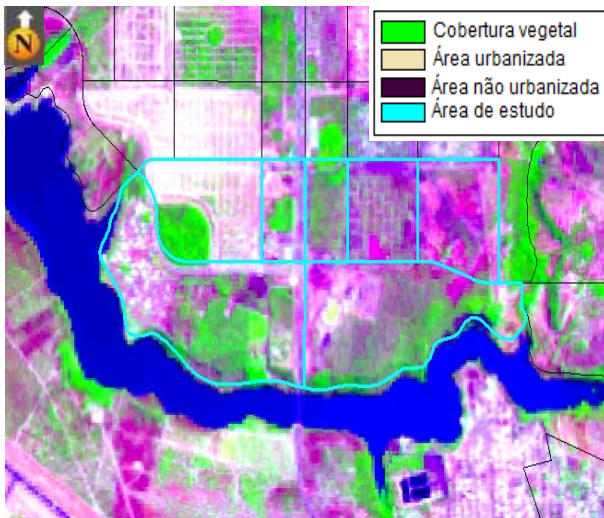 N
Cobertura vegetal
Área urbanizada
Área não urbanizada
Área de estudo